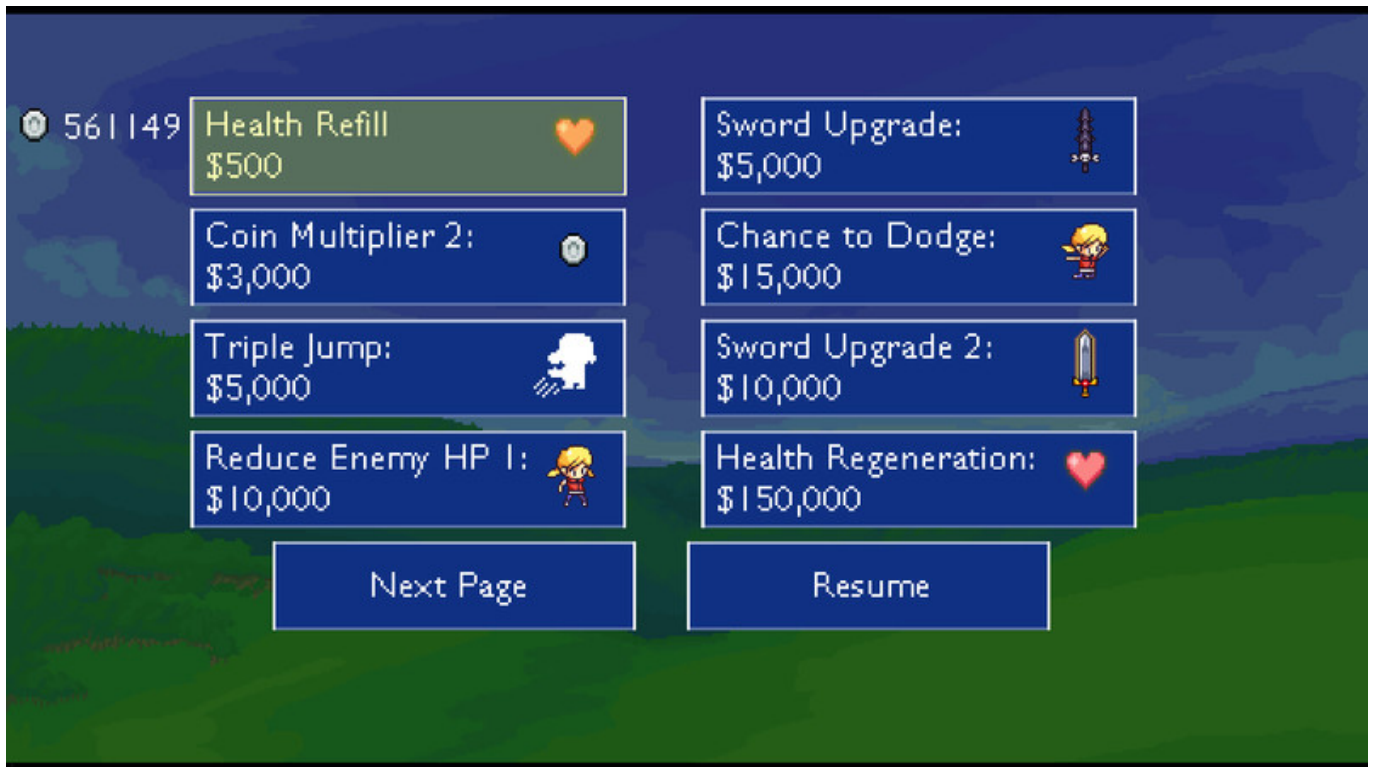 561149
Health Refill
$500
Sword Upgrade:
$5,000
Coin Multiplier 2:
$3,000
Chance to Dodge:
$15,000
Triple Jump:
$5,000
Sword Upgrade 2:
$10,000
Reduce Enemy HP 1:
$10,000
Health Regeneration:
$150,000
Next Page
Resume